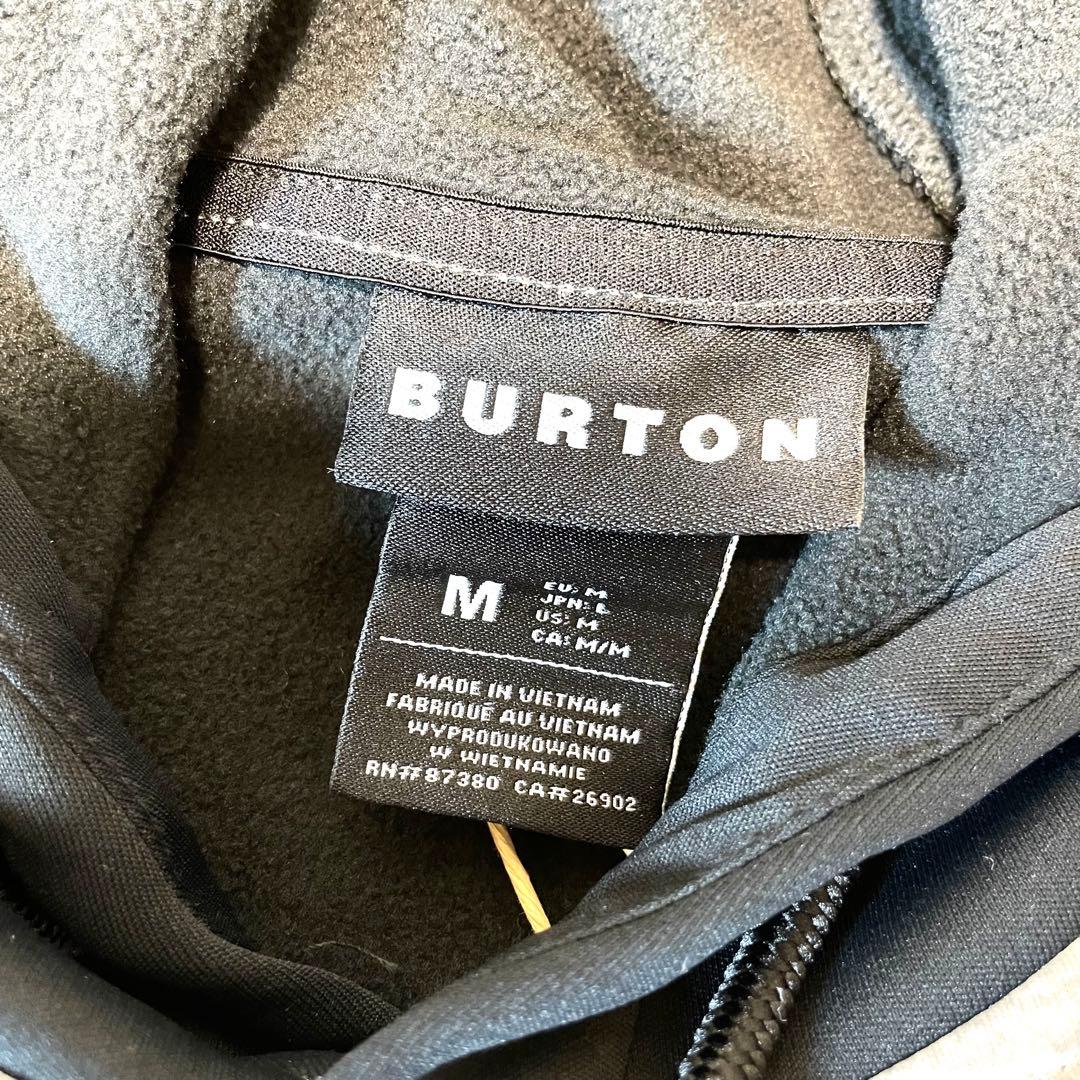 BURTON
M
EU: M
JPN: L
US: M
CA: M/M
MADE IN VIETNAM
FABRIQUÉ AU VIETNAM
WYPRODUKOWANO
W WIETNAMIE
RN#87380 CA#26902